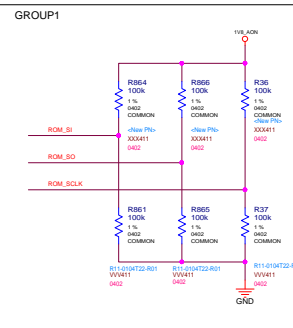 GROUP1
1V8_AON
R864
100k
1 %
0402
COMMON
<New PN>
XXX411
0402
R866
100k
1 %
0402
COMMON
<New PN>
XXX411
0402
R36
100k
1 %
0402
COMMON
<New PN>
XXX411
0402
ROM_SI
ROM_SO
ROM_SCLK
R861
100k
1 %
0402
COMMON
R11-0104T22-R01
VVV411
0402
R865
100k
1 %
0402
COMMON
R11-0104T22-R01
VVV411
0402
R37
100k
1 %
0402
COMMON
R11-0104T22-R
VVV411
0402
GND